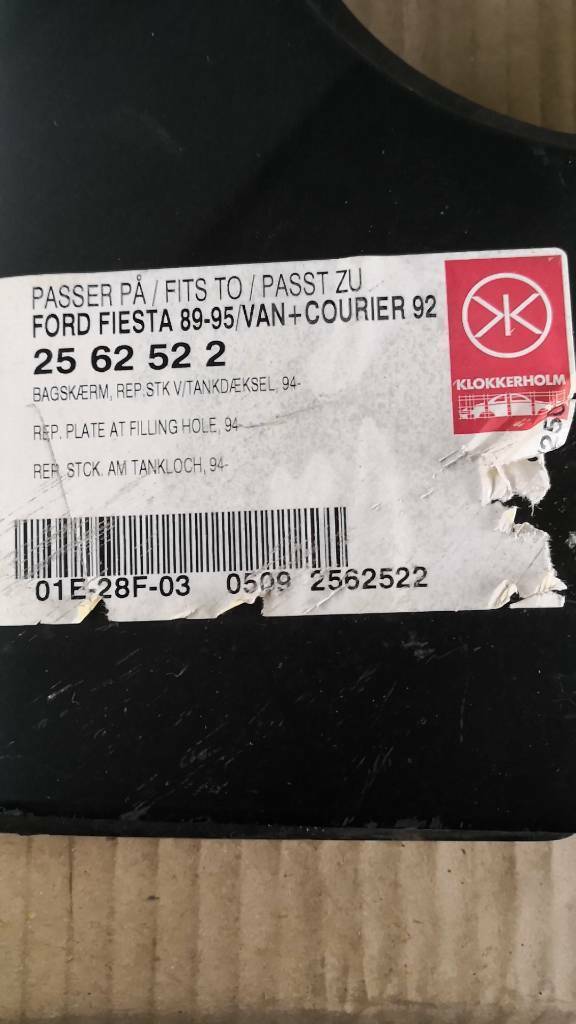 PASSER PÅ / FITS TO / PASST ZU
FORD FIESTA 89-95/VAN+COURIER 92
25 62 52 2
KLOKKERHOLM
BAGSKÆRM, REP.STK V/TANKDÆKSEL, 94-
REP. PLATE AT FILLING HOLE, 94-
REP. STCK. AM TANKLOCH, 94-
01E-28F-03 0509 2562522